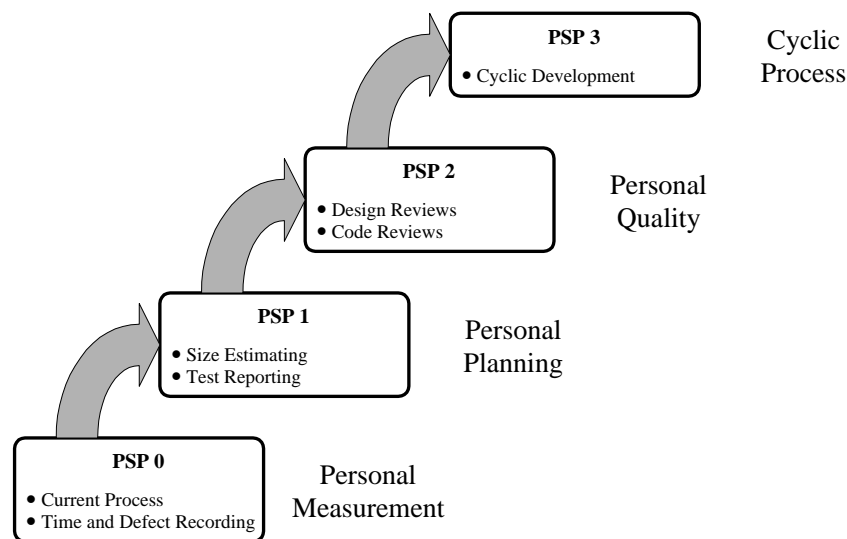 PSP 3
• Cyclic Development
Cyclic
Process
PSP 2
• Design Reviews
• Code Reviews
Personal
Quality
PSP 1
• Size Estimating
• Test Reporting
Personal
Planning
PSP 0
• Current Process
• Time and Defect Recording
Personal
Measurement